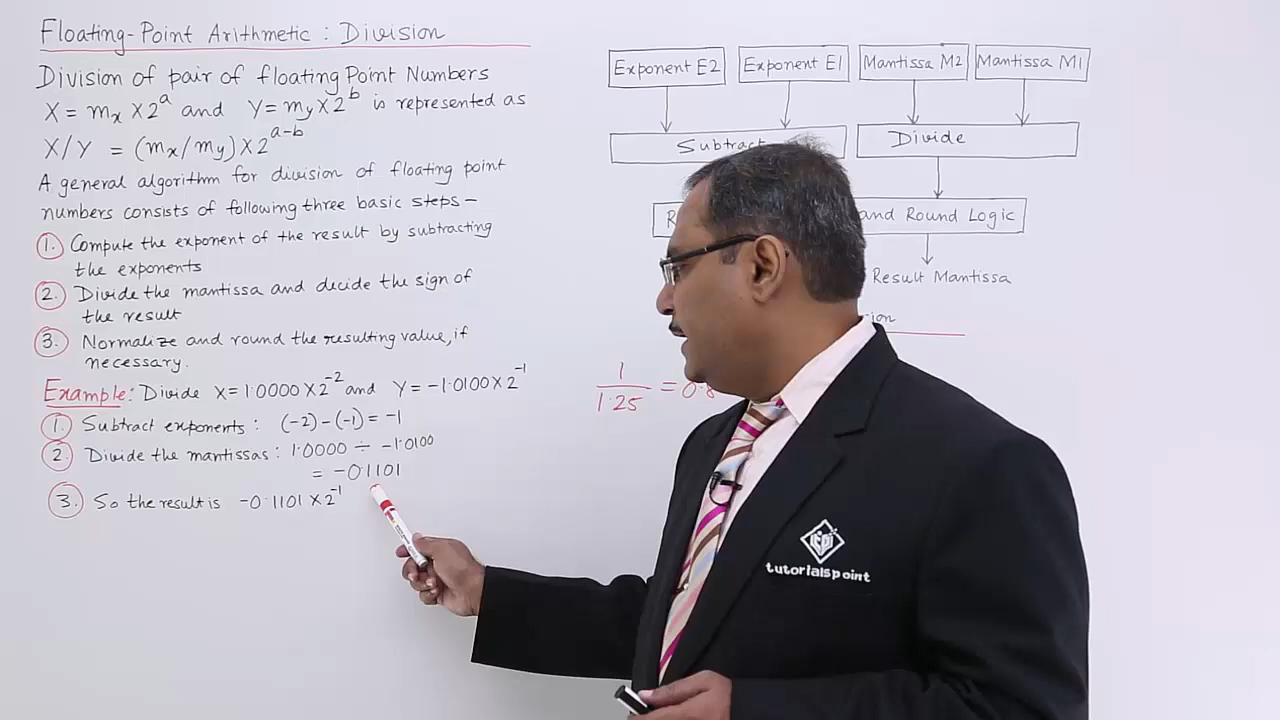 Floating-Point Arithmetic : Division
Division of pair of floating Point Numbers
X = mₓ × 2ᵃ and Y = my × 2ᵇ is represented as
X/Y = (mₓ/my) × 2ᵃ⁻ᵇ
A general algorithm for division of floating point
numbers consists of following three basic steps –
1. Compute the exponent of the result by subtracting
the exponents
2. Divide the mantissa and decide the sign of
the result
3. Normalize and round the resulting value, if
necessary.
Example: Divide X = 1.0000 × 2⁻² and Y = -1.0100 × 2⁻¹
1. Subtract exponents : (-2) - (-1) = -1
2. Divide the mantissas : 1.0000 ÷ -1.0100
= -0.1101
3. So the result is -0.1101 × 2⁻¹
Exponent E2
Exponent E1
Mantissa M2
Mantissa M1
Subtract
Divide
and Round Logic
Result Mantissa
1
1.25
= 0.8
tutorialspoint